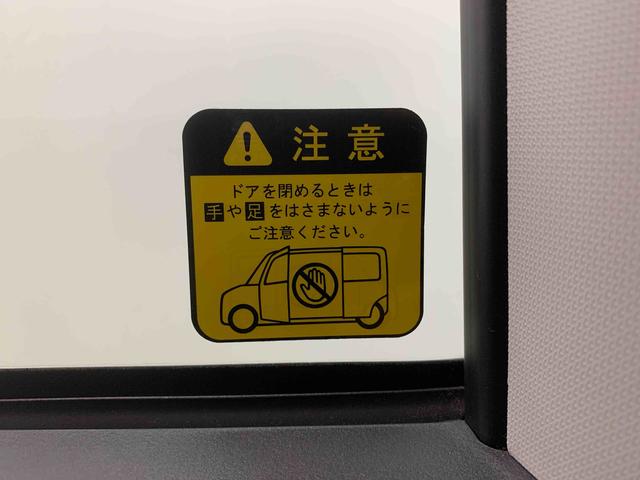 注意
ドアを閉めるときは
手や足をはさまないように
ご注意ください。